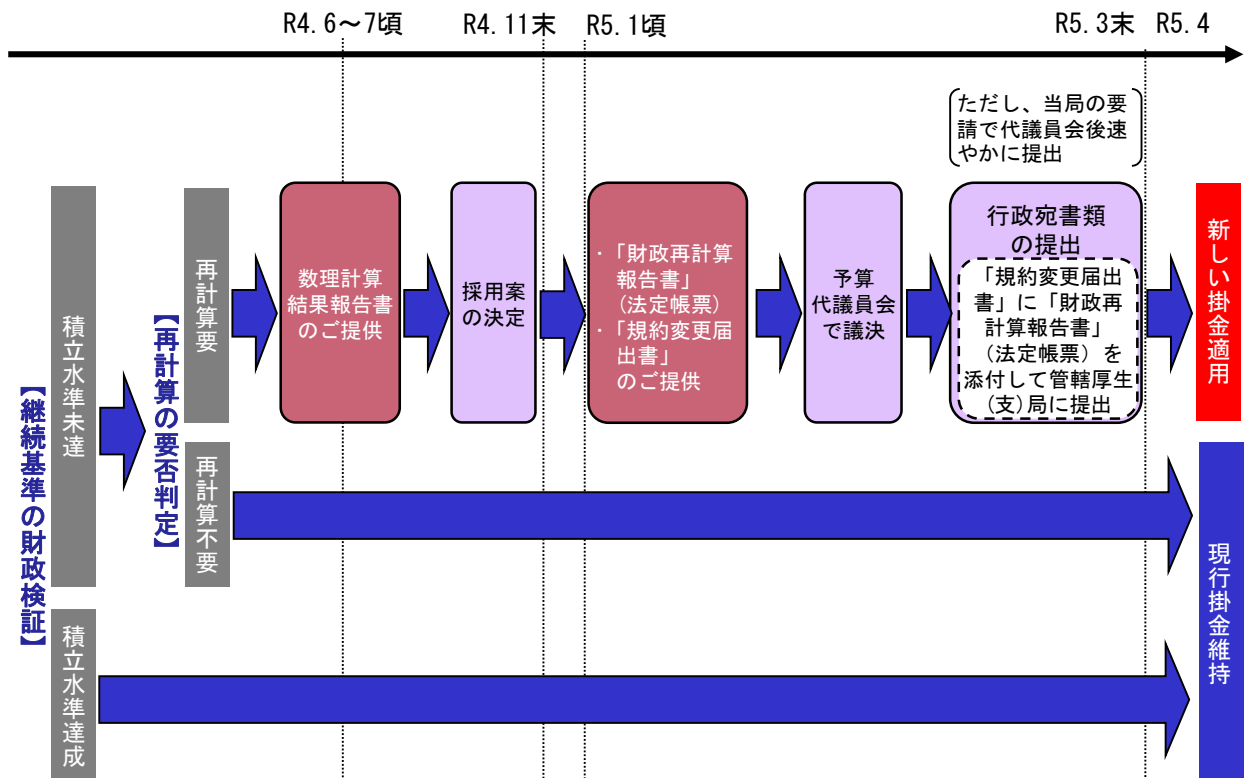 R4.6～7頃
R4.11末
R5.1頃
R5.3末
R5.4
ただし、当局の要
請で代議員会後速
やかに提出
【継続基準の財政検証】
積立水準未達
【再計算の要否判定】
再計算要
数理計算
結果報告書
のご提供
採用案
の決定
・「財政再計算
報告書」
（法定帳票）
・「規約変更届
出書」
のご提供
予算
代議員会
で議決
行政宛書類
の提出
「規約変更届出
書」に「財政再
計算報告書」
（法定帳票）を
添付して管轄厚生
(支)局に提出
新しい掛金適用
再計算不要
積立水準達成
現行掛金維持